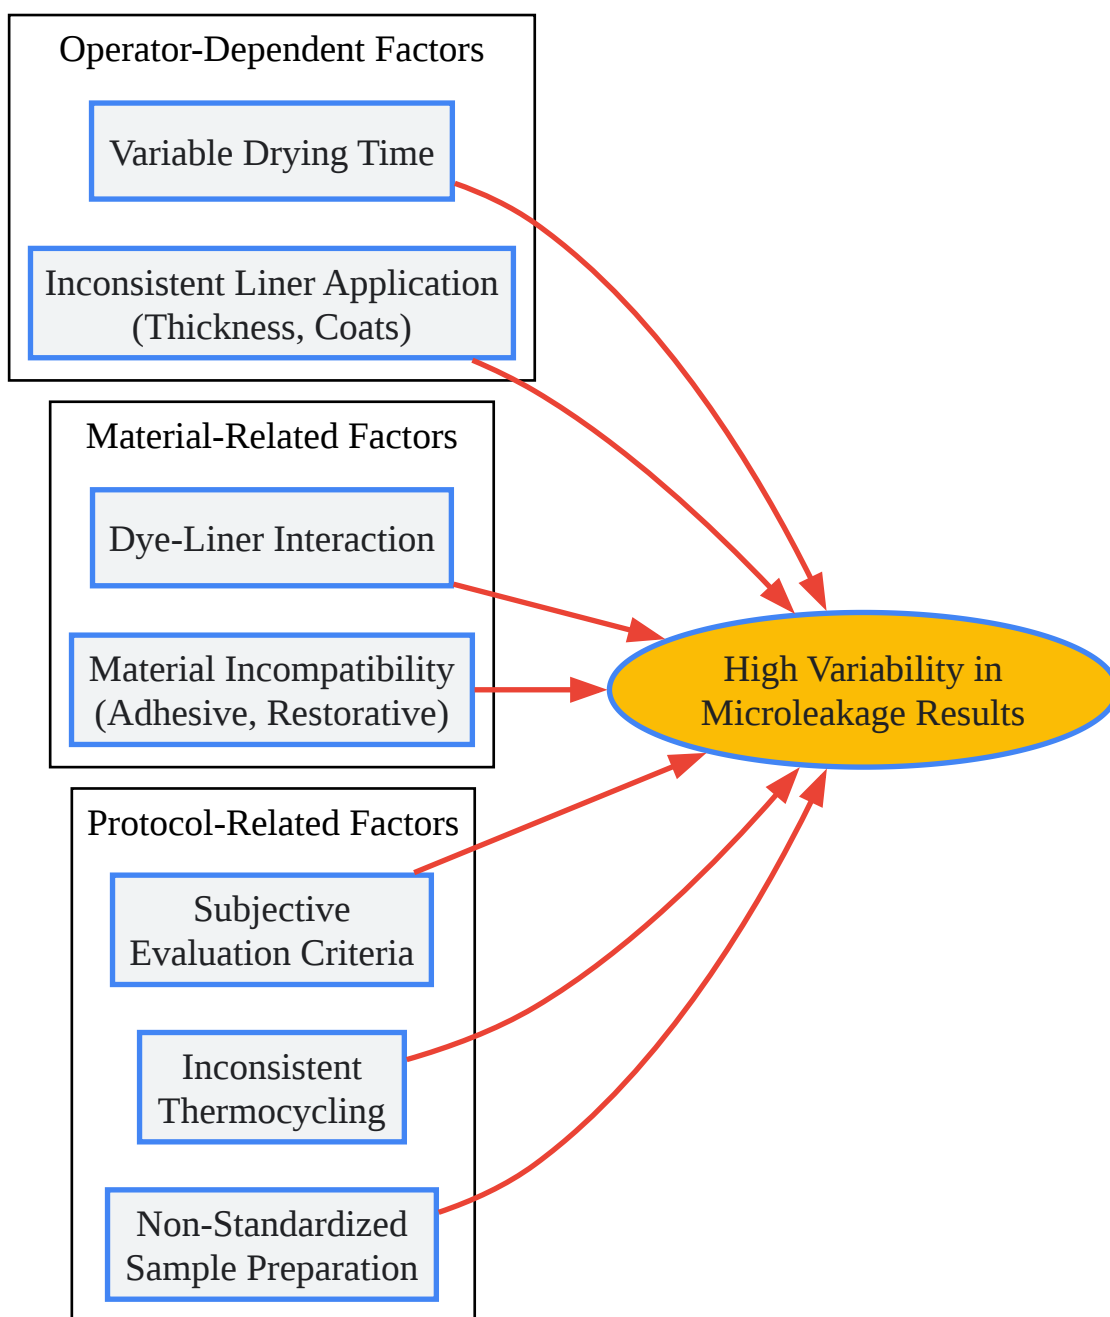 Operator-Dependent Factors
Variable Drying Time
Inconsistent Liner Application
(Thickness, Coats)
Material-Related Factors
Dye-Liner Interaction
Material Incompatibility
(Adhesive, Restorative)
High Variability in
Microleakage Results
Protocol-Related Factors
Subjective
Evaluation Criteria
Inconsistent
Thermocycling
Non-Standardized
Sample Preparation